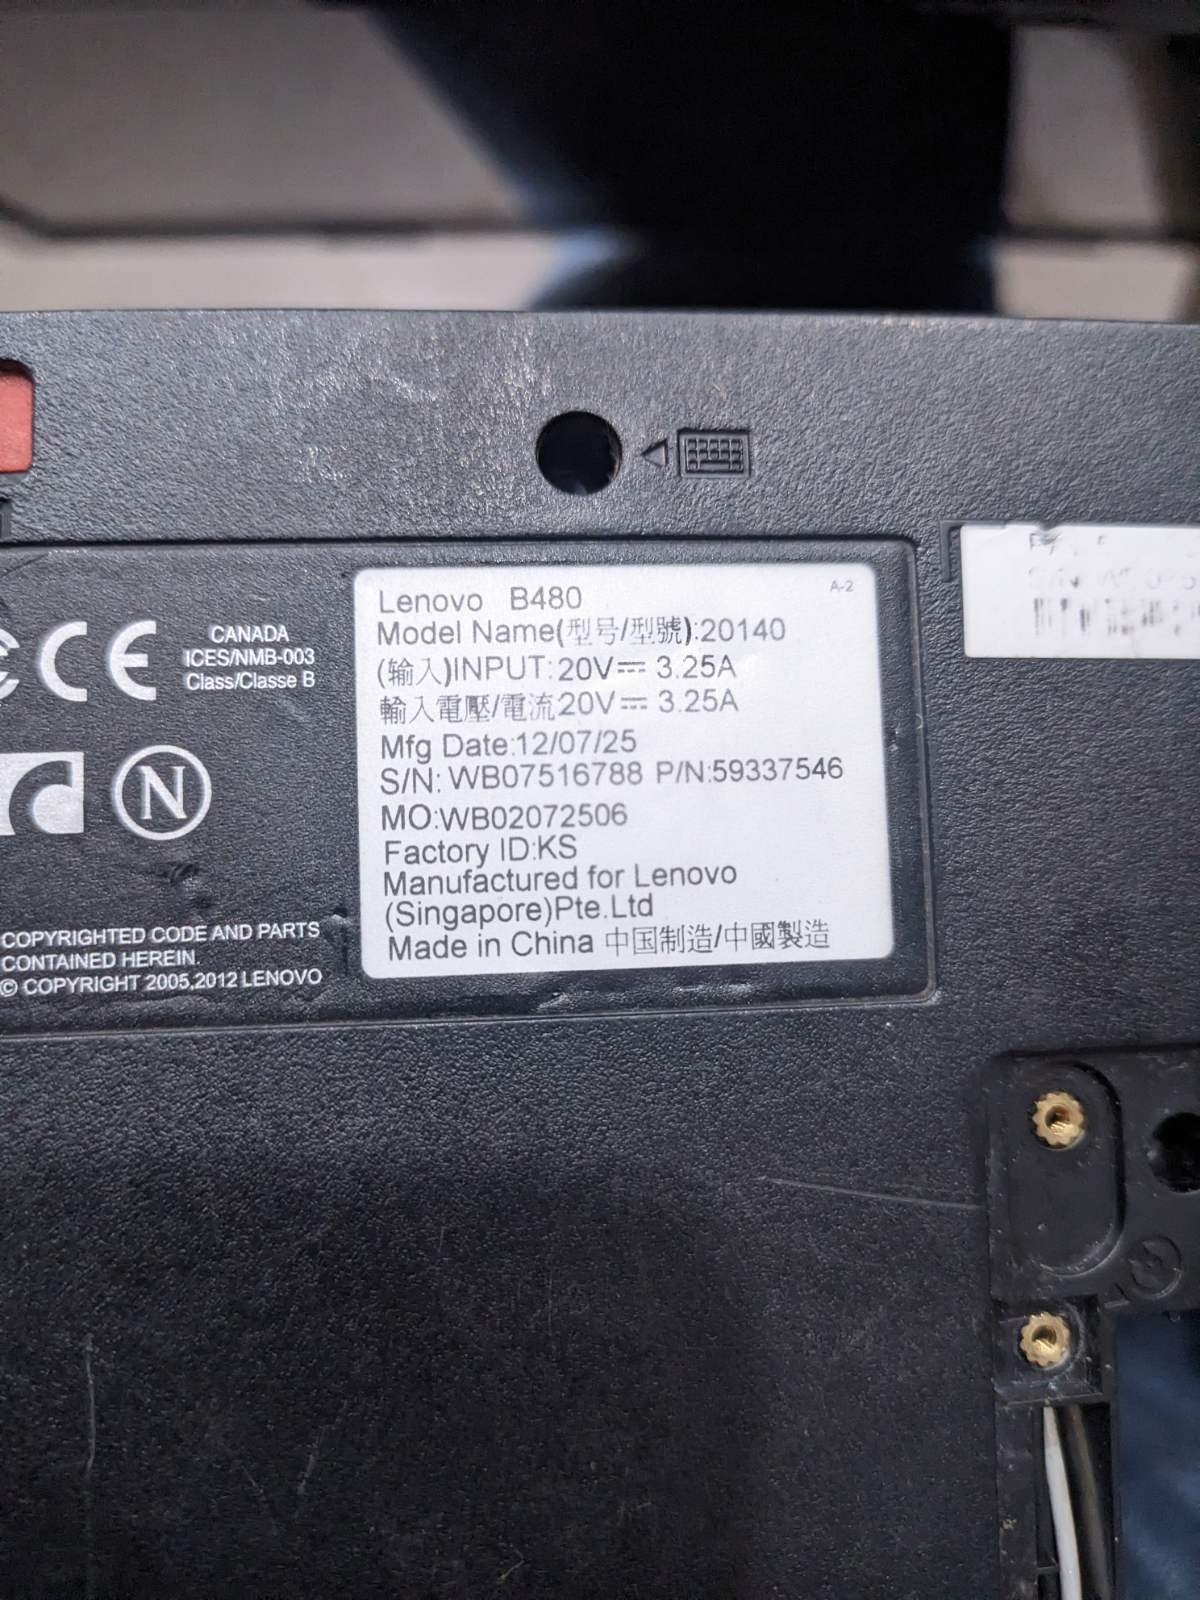 Lenovo B480
A-2
Model Name(型号/型號):20140
(输入)INPUT:20V⎓ 3.25A
輸入電壓/電流20V⎓ 3.25A
Mfg Date:12/07/25
S/N: WB07516788 P/N:59337546
MO:WB02072506
Factory ID:KS
Manufactured for Lenovo
(Singapore)Pte.Ltd
Made in China 中国制造/中國製造
CE
CANADA
ICES/NMB-003
Class/Classe B
N
COPYRIGHTED CODE AND PARTS
CONTAINED HEREIN.
© COPYRIGHT 2005,2012 LENOVO